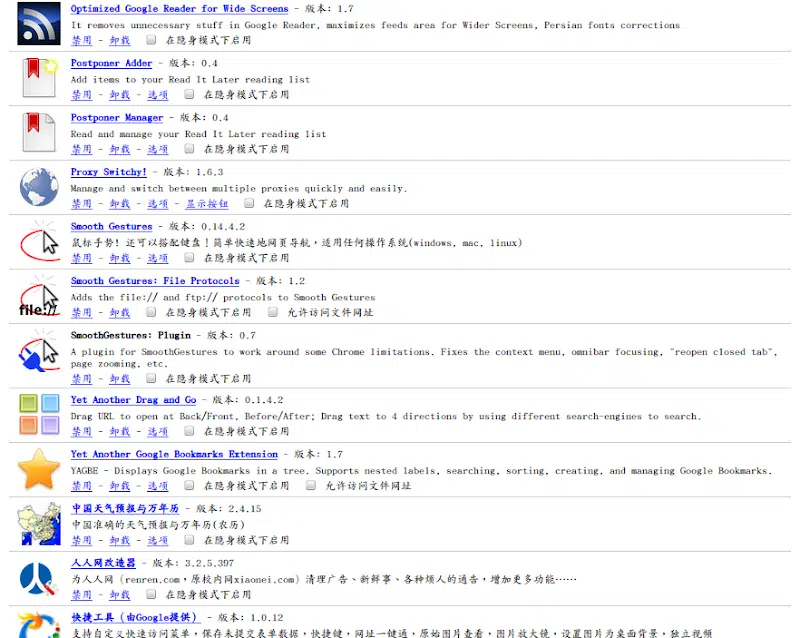 Optimized Google Reader for Wide Screens - 版本: 1.7
It removes unnecessary stuff in Google Reader, maximizes feeds area for Wider Screens, Persian fonts corrections
禁用 - 卸载 在隐身模式下启用
Postponer Adder - 版本: 0.4
Add items to your Read It Later reading list
禁用 - 卸载 - 选项 在隐身模式下启用
Postponer Manager - 版本: 0.4
Read and manage your Read It Later reading list
禁用 - 卸载 - 选项 在隐身模式下启用
Proxy Switchy! - 版本: 1.6.3
Manage and switch between multiple proxies quickly and easily.
禁用 - 卸载 - 选项 - 显示按钮 在隐身模式下启用
Smooth Gestures - 版本: 0.14.4.2
鼠标手势! 还可以搭配键盘！简单快速地网页导航，适用任何操作系统(windows, mac, linux)
禁用 - 卸载 - 选项 在隐身模式下启用
Smooth Gestures: File Protocols - 版本: 1.2
file://
Adds the file:// and ftp:// protocols to Smooth Gestures
禁用 - 卸载 在隐身模式下启用 允许访问文件网址
SmoothGestures: Plugin - 版本: 0.7
A plugin for SmoothGestures to work around some Chrome limitations. Fixes the context menu, omnibar focusing, "reopen closed tab",
page zooming, etc.
禁用 - 卸载 在隐身模式下启用
Yet Another Drag and Go - 版本: 0.1.4.2
Drag URL to open at Back/Front, Before/After; Drag text to 4 directions by using different search-engines to search.
禁用 - 卸载 - 选项 在隐身模式下启用
Yet Another Google Bookmarks Extension - 版本: 1.7
YAGBE - Displays Google Bookmarks in a tree. Supports nested labels, searching, sorting, creating, and managing Google Bookmarks.
禁用 - 卸载 - 选项 在隐身模式下启用 允许访问文件网址
中国天气预报与万年历 - 版本: 2.4.15
中国准确的天气预报与万年历(农历)
禁用 - 卸载 - 选项 在隐身模式下启用
人人网改造器 - 版本: 3.2.5.397
为人人网（renren.com，原校内网xiaonei.com）清理广告、新鲜事、各种烦人的通告，增加更多功能……
禁用 - 卸载 在隐身模式下启用
快捷工具（由Google提供） - 版本: 1.0.12
支持自定义快速访问菜单，保存未提交表单数据，快捷键，网址一键通，原始图片查看，图片放大镜，设置图片为桌面背景，独立视频